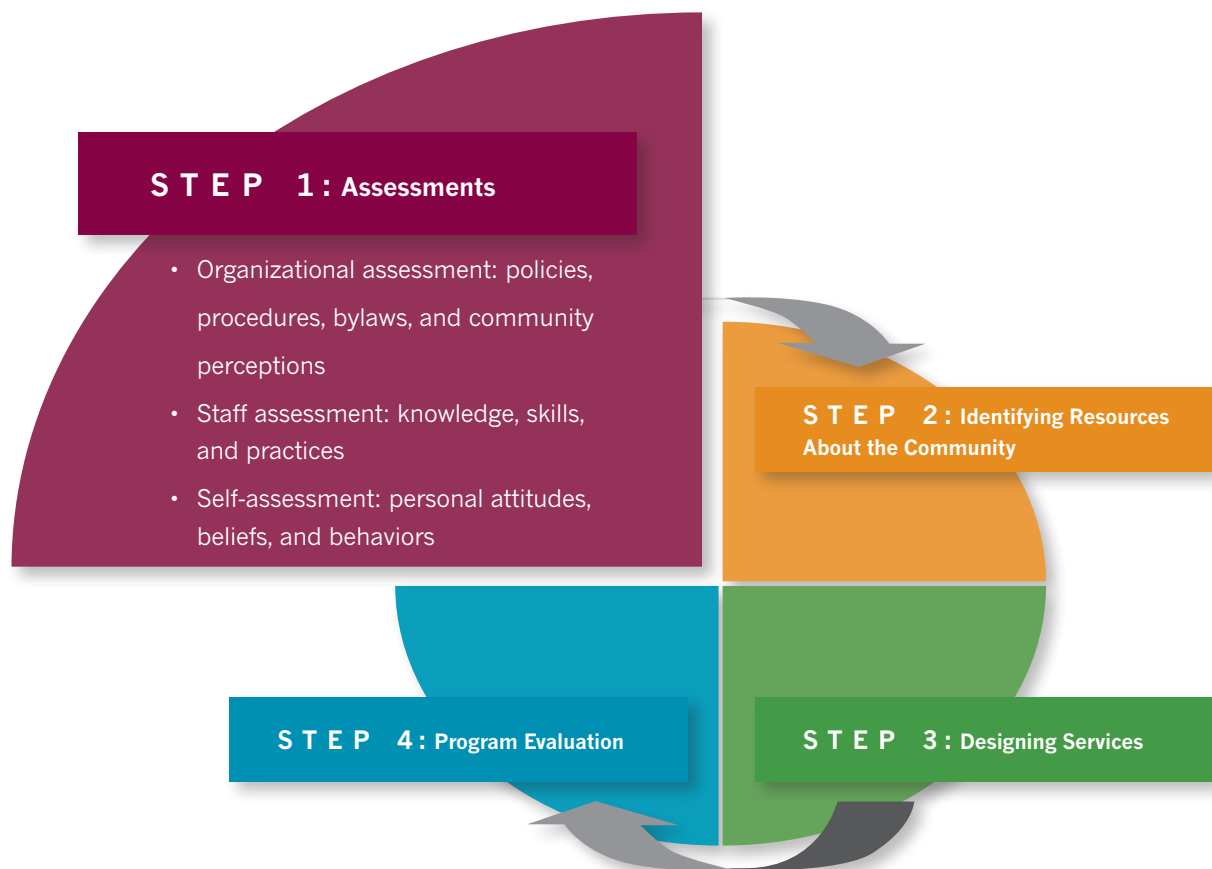 STEP 1: Assessments
• Organizational assessment: policies,
procedures, bylaws, and community
perceptions
• Staff assessment: knowledge, skills,
and practices
• Self-assessment: personal attitudes,
beliefs, and behaviors
STEP 2: Identifying Resources
About the Community
STEP 3: Designing Services
STEP 4: Program Evaluation